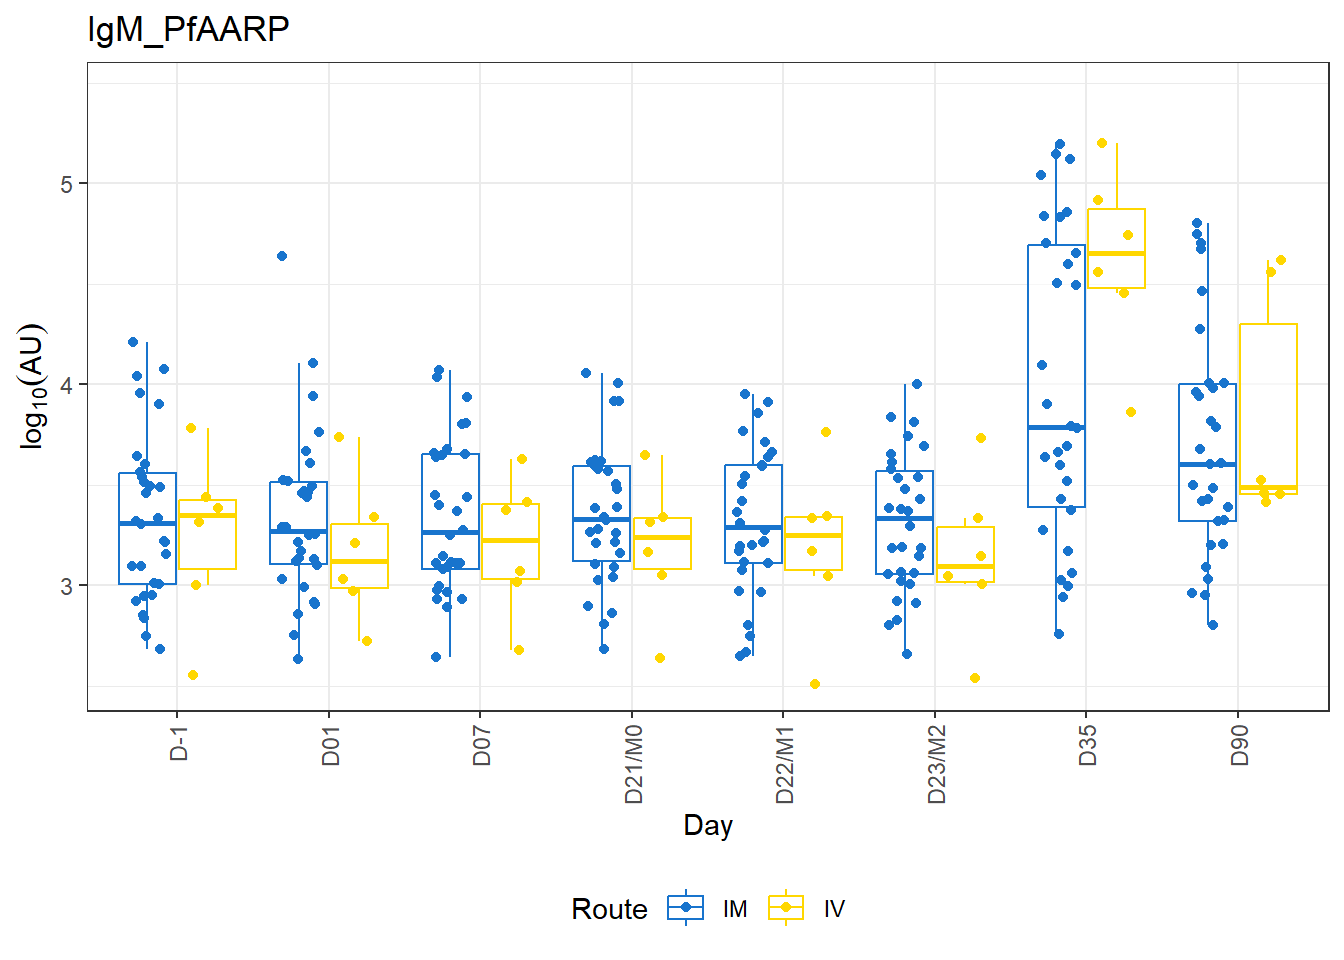 IgM_PfAARP
log10(AU)
5
4
3
D-1
D01
D07
D21/M0
D22/M1
D23/M2
D35
D90
Day
Route IM IV